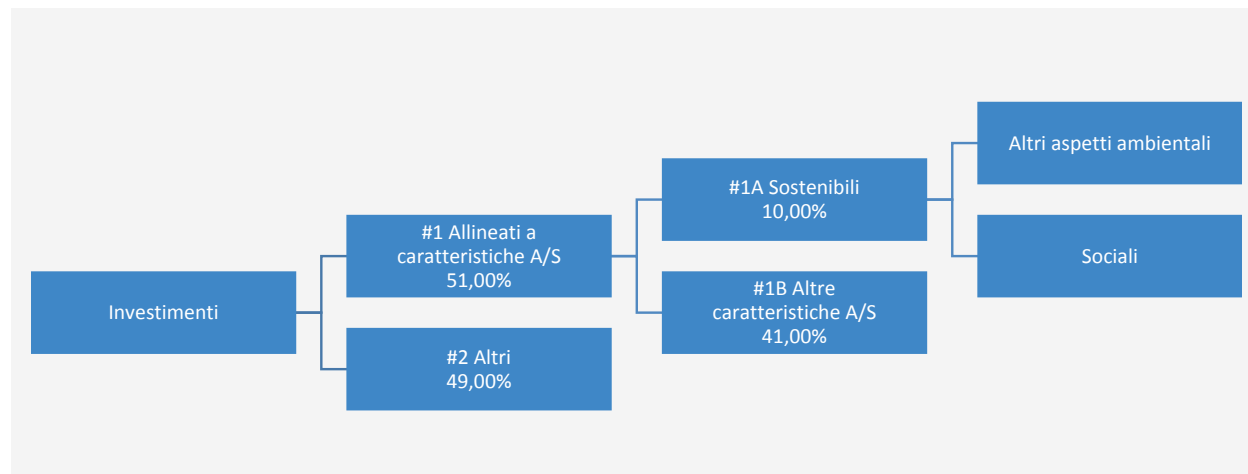 Investimenti
#1 Allineati a
caratteristiche A/S
51,00%
#2 Altri
49,00%
#1A Sostenibili
10,00%
#1B Altre
caratteristiche A/S
41,00%
Altri aspetti ambientali
Sociali